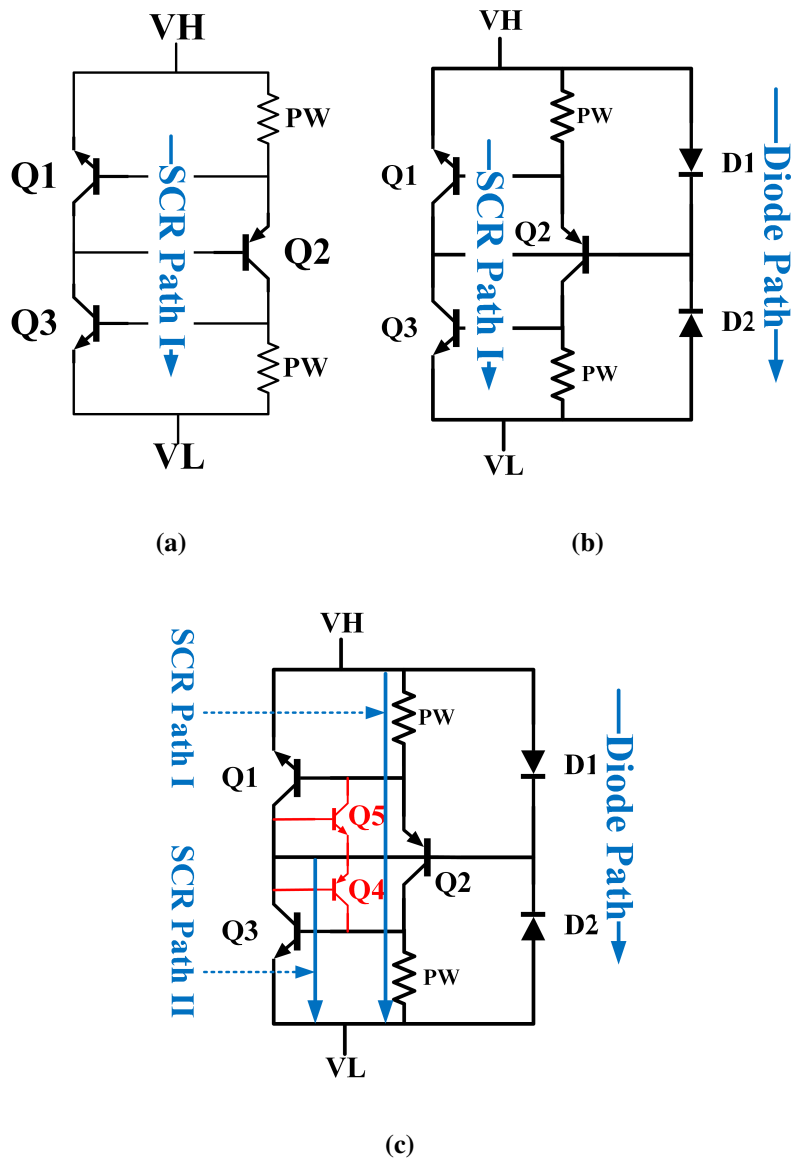 VH
PW
Q1
SCR Path I
Q2
Q3
PW
VL
(a)
VH
PW
Q1
SCR Path I
Q2
D1
Diode Path
Q3
D2
PW
VL
(b)
VH
SCR Path I
PW
Q1
D1
Diode Path
Q5
Q4
Q2
SCR Path II
Q3
D2
PW
VL
(c)